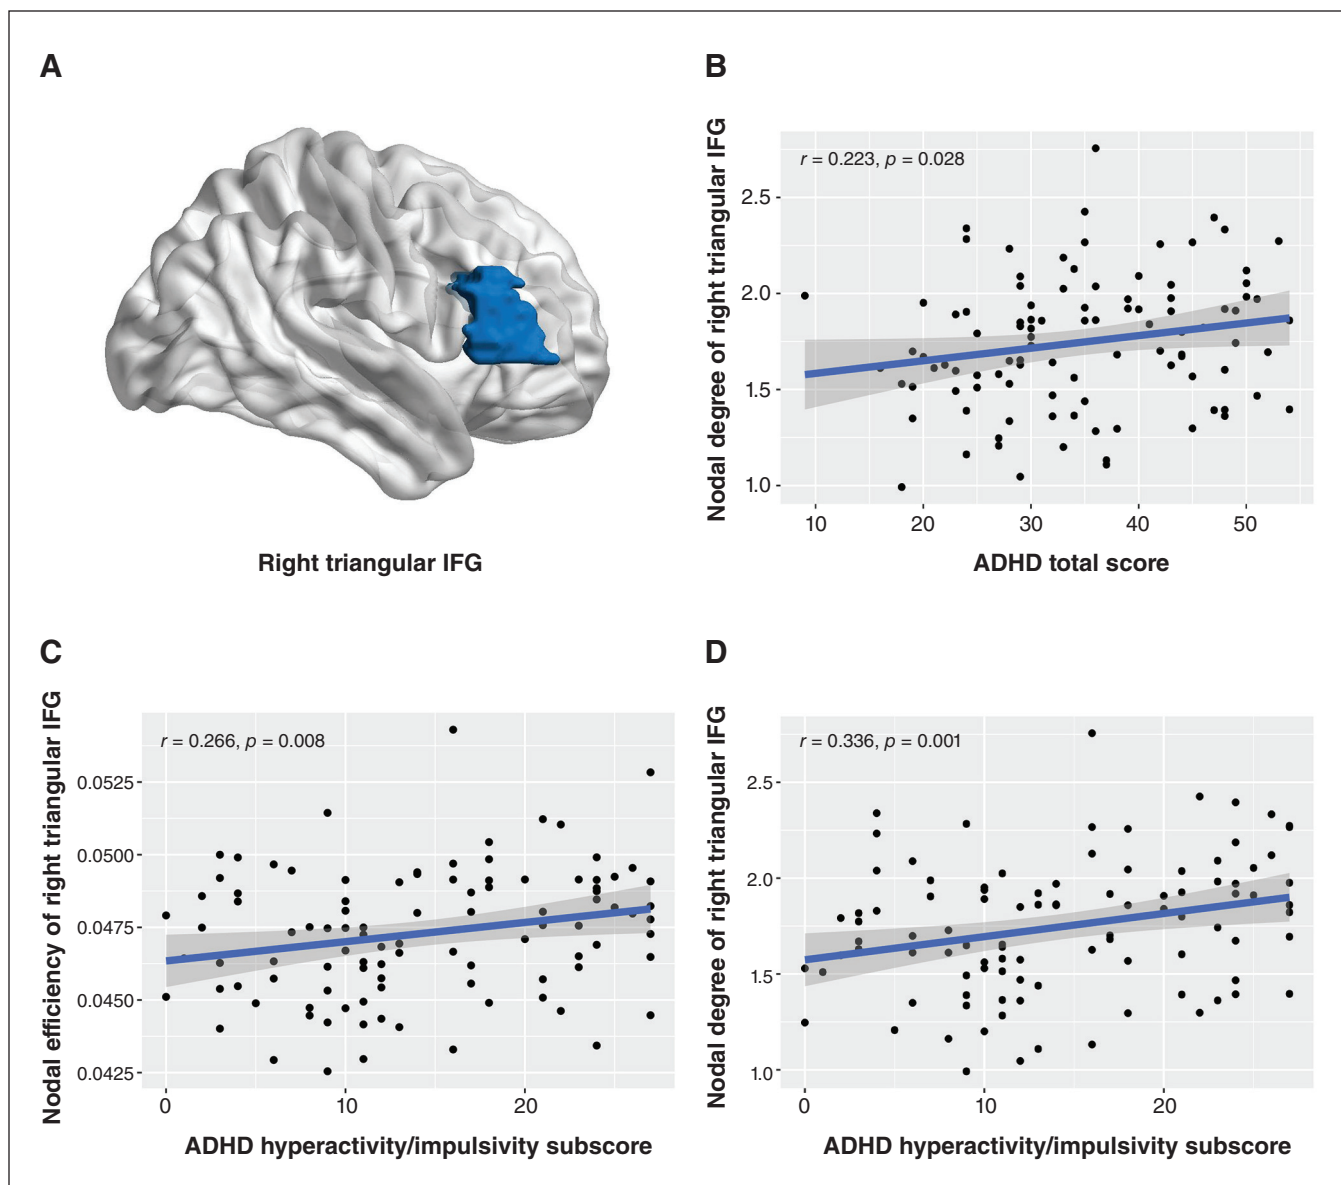 A
Right triangular IFG
B
Nodal degree of right triangular IFG
r = 0.223, p = 0.028
2.5
2.0
1.5
1.0
10 20 30 40 50
ADHD total score
C
Nodal efficiency of right triangular IFG
r = 0.266, p = 0.008
0.0525
0.0500
0.0475
0.0450
0.0425
0 10 20
ADHD hyperactivity/impulsivity subscore
D
Nodal degree of right triangular IFG
r = 0.336, p = 0.001
2.5
2.0
1.5
1.0
0 10 20
ADHD hyperactivity/impulsivity subscore